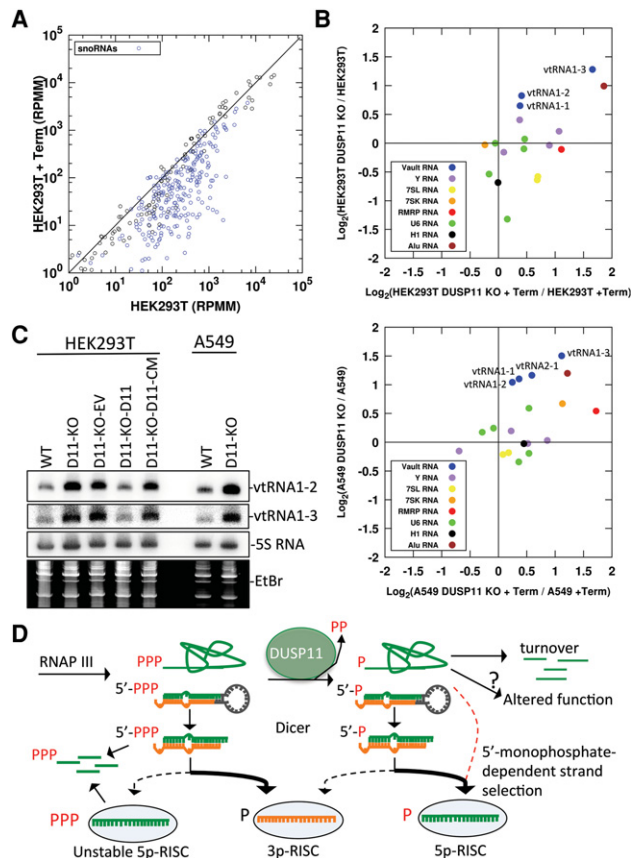 A
10^5
10^4
10^3
10^2
10^1
10^0
snoRNAs
HEK293T + Term (RPMM)
10^0 10^1 10^2 10^3 10^4 10^5
HEK293T (RPMM)
B
Log2(HEK293T DUSP11 KO / HEK293T)
2
1.5
1
0.5
0
-0.5
-1
-1.5
-2
vtRNA1-3
vtRNA1-2
vtRNA1-1
Vault RNA
Y RNA
7SL RNA
7SK RNA
RMRP RNA
U6 RNA
H1 RNA
Alu RNA
-2 -1.5 -1 -0.5 0 0.5 1 1.5 2
Log2(HEK293T DUSP11 KO + Term / HEK293T +Term)
Log2(A549 DUSP11 KO / A549)
2
1.5
1
0.5
0
-0.5
-1
-1.5
-2
vtRNA1-3
vtRNA1-1 vtRNA2-1
vtRNA1-2
Vault RNA
Y RNA
7SL RNA
7SK RNA
RMRP RNA
U6 RNA
H1 RNA
Alu RNA
-2 -1.5 -1 -0.5 0 0.5 1 1.5 2
Log2(A549 DUSP11 KO + Term / A549 +Term)
C
HEK293T A549
WT
D11-KO
D11-KO-EV
D11-KO-D11
D11-KO-D11-CM
WT
D11-KO
-vtRNA1-2
-vtRNA1-3
-5S RNA
-EtBr
D
RNAP III
PPP
DUSP11
PP
P
turnover
?
Altered function
5'-PPP
5'-P
Dicer
5'-PPP
5'-P
PPP
5'-monophosphate-
dependent strand
selection
PPP
P
P
Unstable 5p-RISC
3p-RISC
5p-RISC